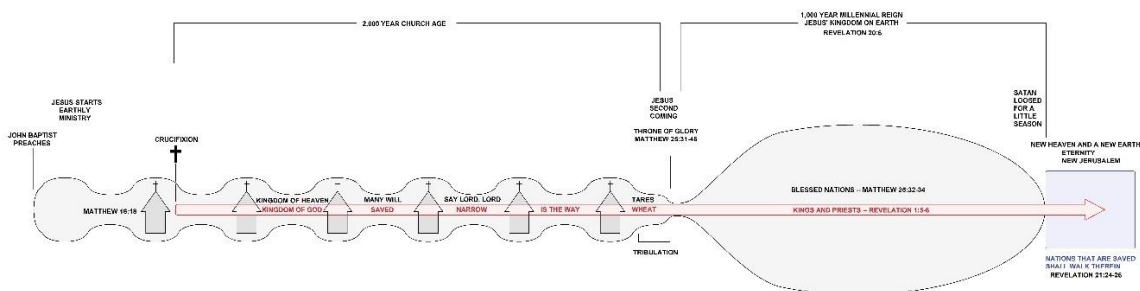 2,000 YEAR CHURCH AGE
1,000 YEAR MILLENNIAL REIGN
JESUS' KINGDOM ON EARTH
REVELATION 20:6
JESUS STARTS
EARTHLY
MINISTRY
JOHN BAPTIST
PREACHES
CRUCIFIXION
JESUS
SECOND
COMING
THRONE OF GLORY
MATTHEW 25:31-46
SATAN
LOOSED
FOR A
LITTLE
SEASON
NEW HEAVEN AND A NEW EARTH
ETERNITY
NEW JERUSALEM
MATTHEW 16:18
KINGDOM OF HEAVEN
KINGDOM OF GOD
MANY WILL
SAVED
SAY LORD, LORD
NARROW
IS THE WAY
TARES
WHEAT
TRIBULATION
BLESSED NATIONS -- MATTHEW 25:32-34
KINGS AND PRIESTS -- REVELATION 1:5-6
NATIONS THAT ARE SAVED
SHALL WALK THEREIN
REVELATION 21:24-26